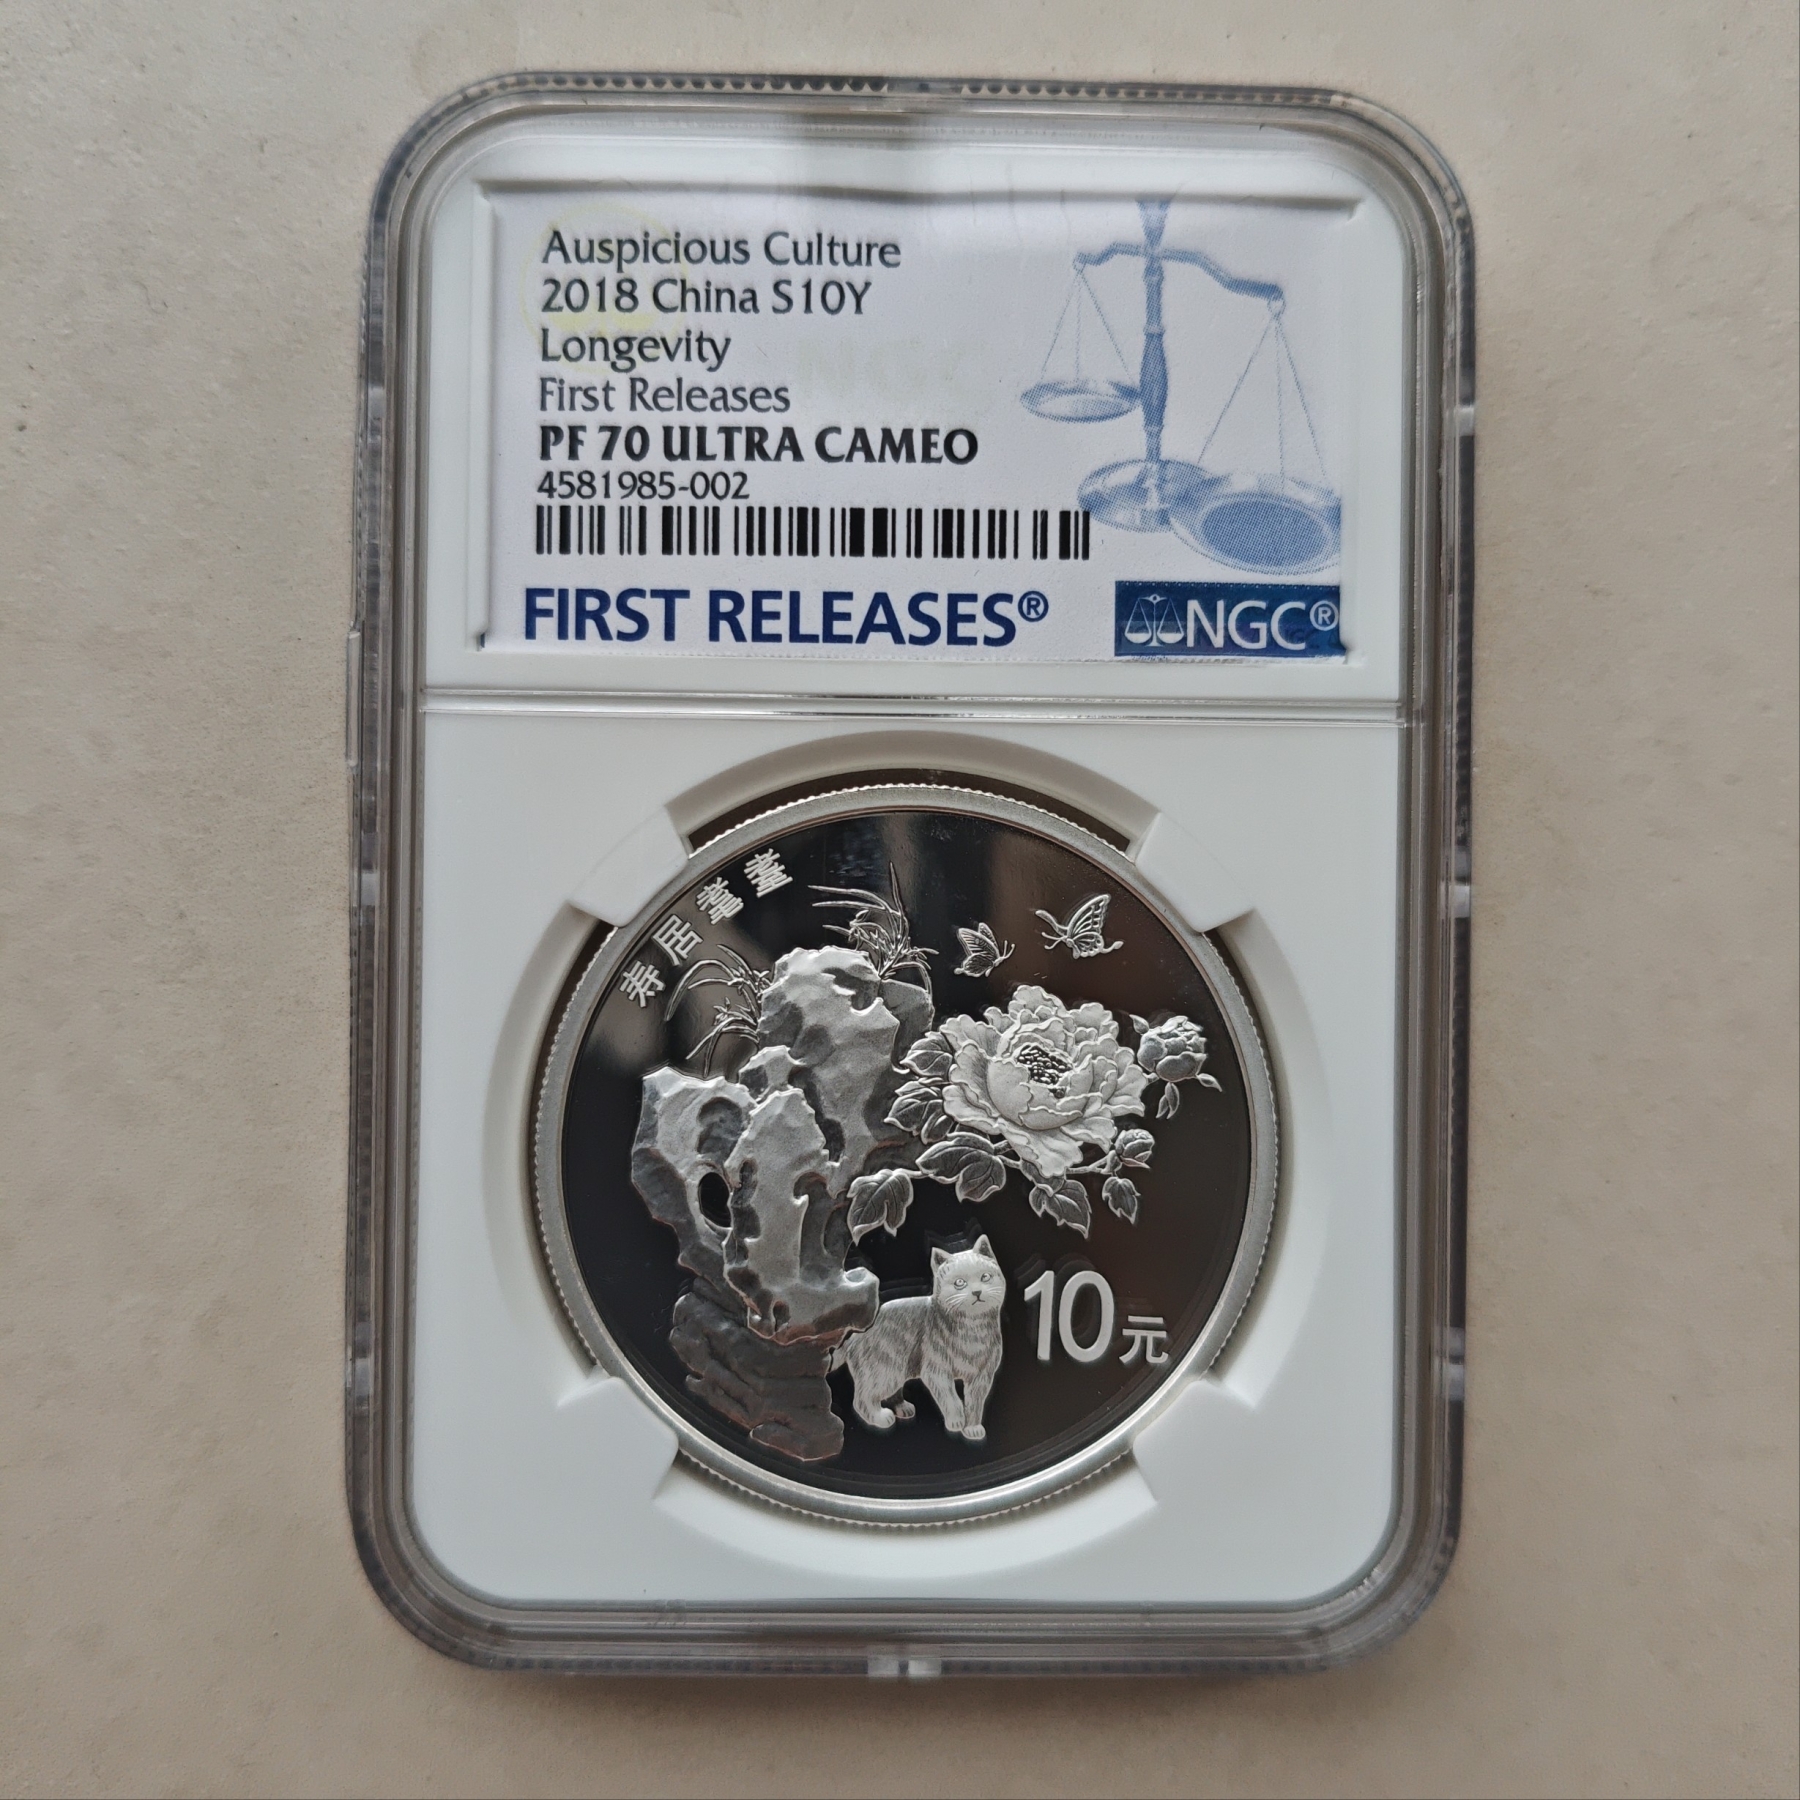 Auspicious Culture
2018 China S10Y
Longevity
First Releases
PF 70 ULTRA CAMEO
4581985-002
FIRST RELEASES®
NGC®
寿居耄耋
10元